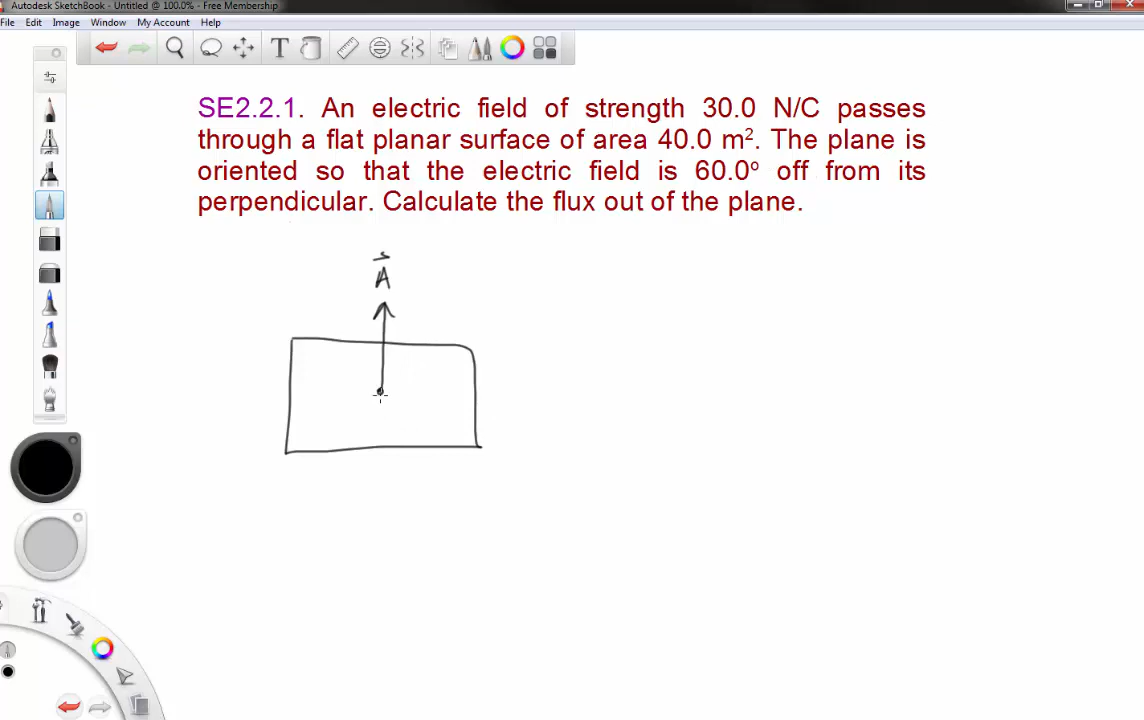 Autodesk SketchBook - Untitled @ 100.0% - Free Membership
File Edit Image Window My Account Help
T
SE2.2.1. An electric field of strength 30.0 N/C passes
through a flat planar surface of area 40.0 m². The plane is
oriented so that the electric field is 60.0º off from its
perpendicular. Calculate the flux out of the plane.
A⃗